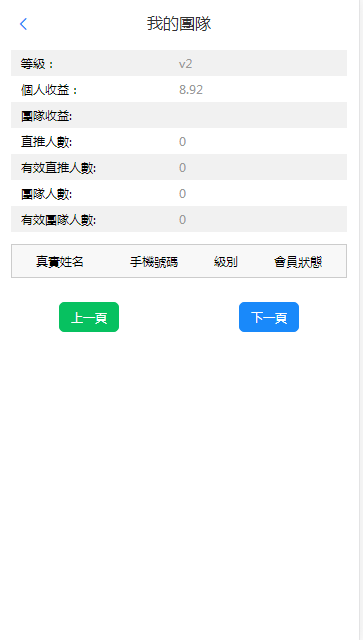 我的團隊
等級：
v2
個人收益：
8.92
團隊收益:
直推人數:
0
有效直推人數:
0
團隊人數:
0
有效團隊人數:
0
真實姓名 手機號碼 級別 會員狀態
上一頁 下一頁